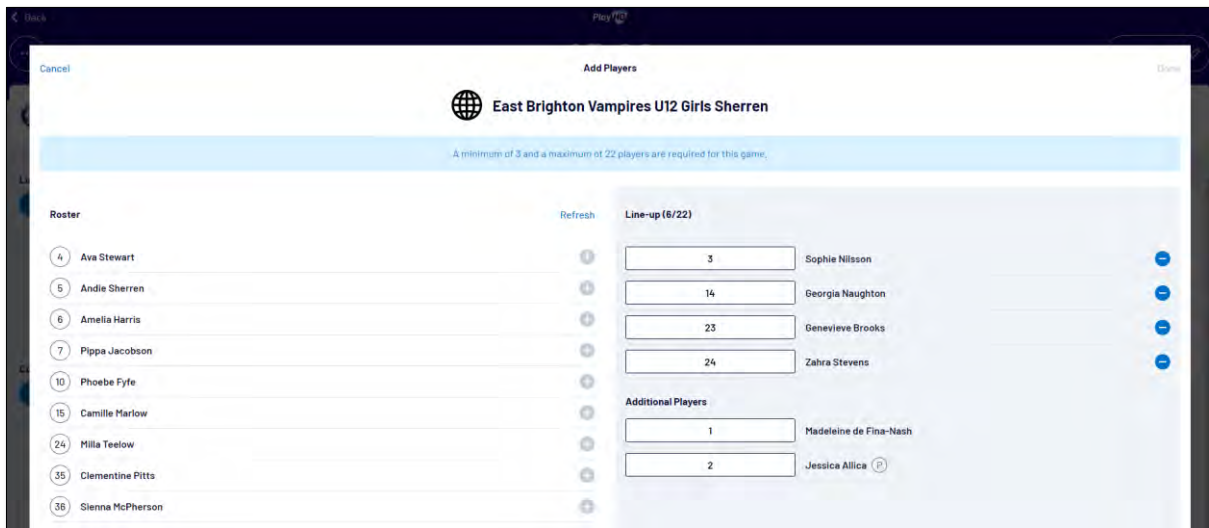 Back
PlayHQ
Cancel
Add Players
Done
East Brighton Vampires U12 Girls Sherren
A minimum of 3 and a maximum of 22 players are required for this game.
Roster
Refresh
4 Ava Stewart
5 Andie Sherren
6 Amelia Harris
7 Pippa Jacobson
10 Phoebe Fyfe
15 Camille Marlow
24 Milla Teelow
35 Clementine Pitts
36 Sienna McPherson
Line-up (6/22)
3 Sophie Nilsson
14 Georgia Naughton
23 Genevieve Brooks
24 Zahra Stevens
Additional Players
1 Madeleine de Fina-Nash
2 Jessica Allica P